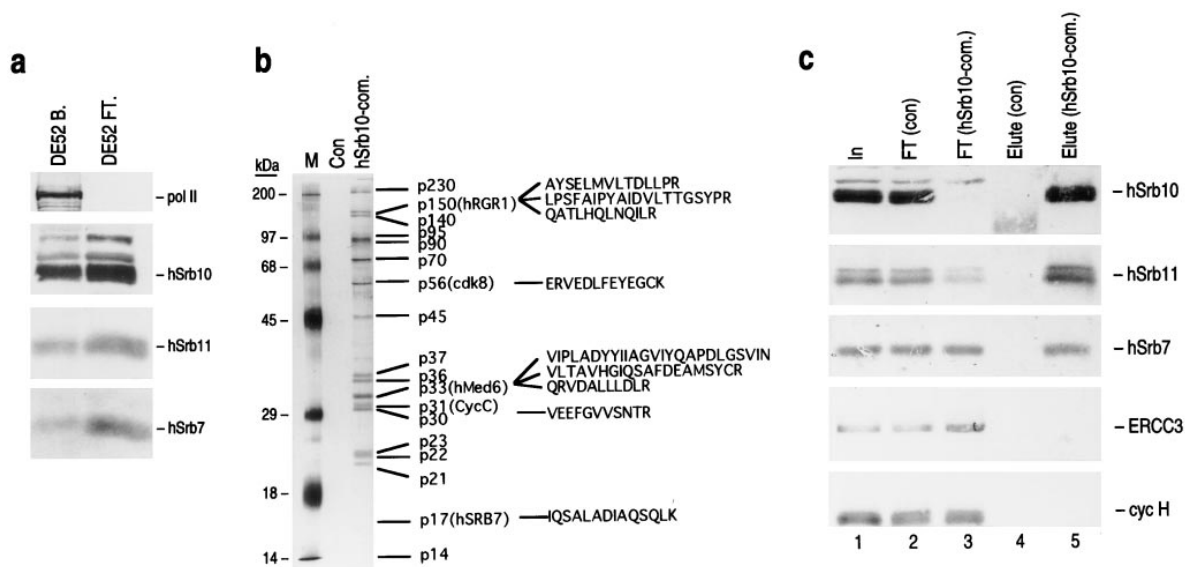 a
DE52 B.
DE52 FT.
pol II
hSrb10
hSrb11
hSrb7
b
kDa
M
Con
hSrb10-com.
200
97
68
45
29
18
14
p230
p150(hRGR1)
p140
p95
p90
p70
p56(cdk8)
p45
p37
p36
p33(hMed6)
p31(CycC)
p30
p23
p22
p21
p17(hSRB7)
p14
AYSELMVLTDLLPR
LPSFAIPYAIDVLTTGSYPR
QATLHQLNQILR
ERVEDLFEYEGCK
VIPLADYYIIAGVIYQAPDLGSVIN
VLTAVHGIQSAFDEAMSYCR
QRVDALLLDLR
VEEFGVVSNTR
IQSALADIAQSQLK
c
In
FT (con)
FT (hSrb10-com.)
Elute (con)
Elute (hSrb10-com.)
hSrb10
hSrb11
hSrb7
ERCC3
cyc H
1 2 3 4 5